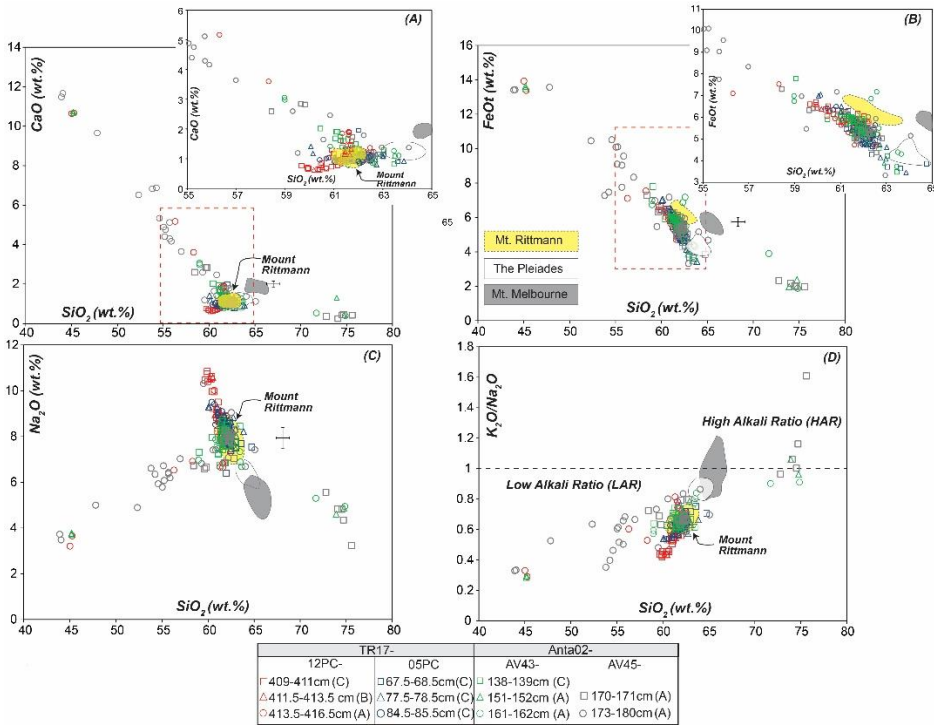 (A)
CaO (wt.%)
14
12
10
8
6
4
2
0
40
45
50
55
60
65
70
75
80
SiO2 (wt.%)
Mount
Rittmann
6
5
4
3
2
1
0
55
57
59
61
63
65
CaO (wt.%)
SiO2 (wt.%)
Mount
Rittmann
(B)
FeOt (wt.%)
16
14
12
10
8
6
4
2
0
40
45
50
55
60
65
70
75
80
SiO2 (wt.%)
65
Mt. Rittmann
The Pleiades
Mt. Melbourne
11
10
9
8
7
6
5
4
3
55
57
59
61
63
65
FeOt (wt.%)
SiO2 (wt.%)
(C)
Na2O (wt.%)
14
12
10
8
6
4
2
0
40
45
50
55
60
65
70
75
80
SiO2 (wt.%)
Mount
Rittmann
(D)
K2O/Na2O
1.8
1.6
1.4
1.2
1
0.8
0.6
0.4
0.2
0
40
45
50
55
60
65
70
75
80
SiO2 (wt.%)
High Alkali Ratio (HAR)
Low Alkali Ratio (LAR)
Mount
Rittmann
TR17- Anta02-
12PC- 05PC AV43- AV45-
409-411cm (C) 67.5-68.5cm (C) 138-139cm (C)
411.5-413.5 cm (B) 77.5-78.5cm (C) 151-152cm (A) 170-171cm (A)
413.5-416.5cm (A) 84.5-85.5cm (C) 161-162cm (A) 173-180cm (A)